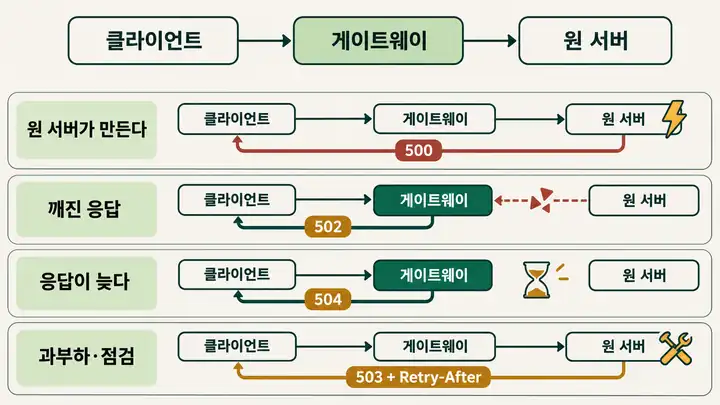 클라이언트
게이트웨이
원 서버
원 서버가 만든다
클라이언트
게이트웨이
원 서버
500
깨진 응답
클라이언트
게이트웨이
원 서버
502
응답이 늦다
클라이언트
게이트웨이
원 서버
504
과부하·점검
클라이언트
게이트웨이
원 서버
503 + Retry-After